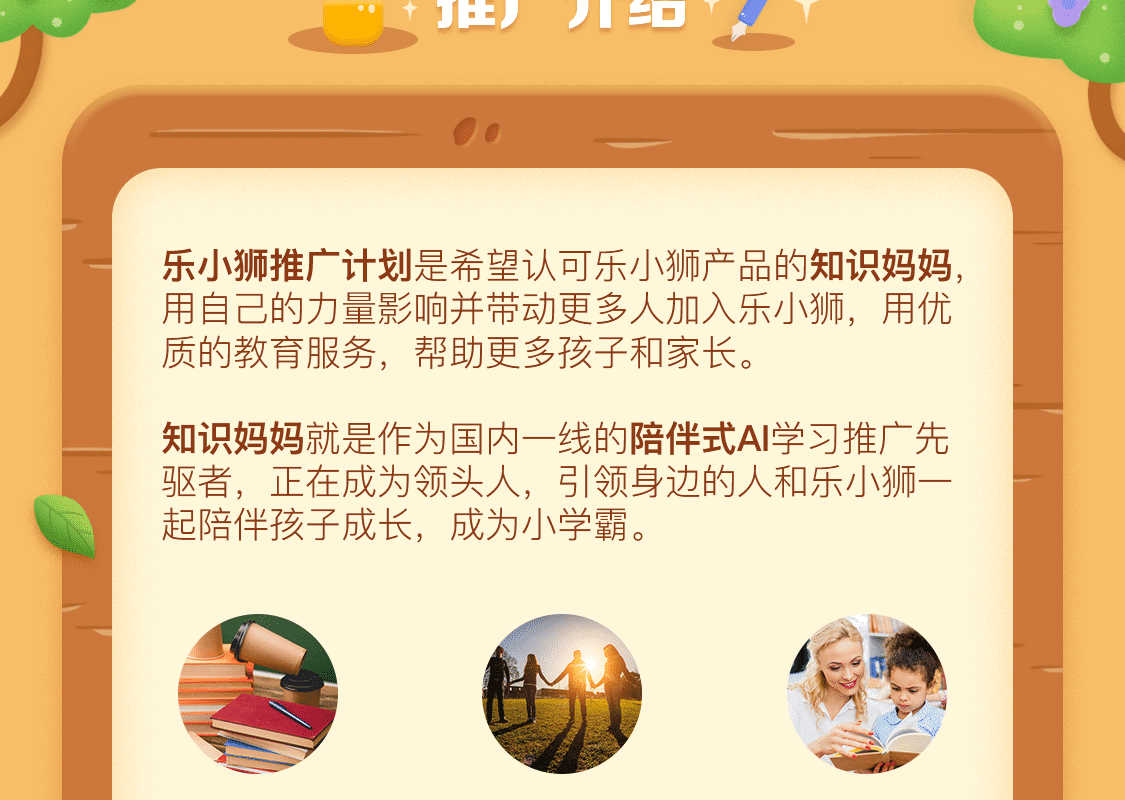 推广介绍
乐小狮推广计划是希望认可乐小狮产品的知识妈妈，
用自己的力量影响并带动更多人加入乐小狮，用优
质的教育服务，帮助更多孩子和家长。
知识妈妈就是作为国内一线的陪伴式AI学习推广先
驱者，正在成为领头人，引领身边的人和乐小狮一
起陪伴孩子成长，成为小学霸。